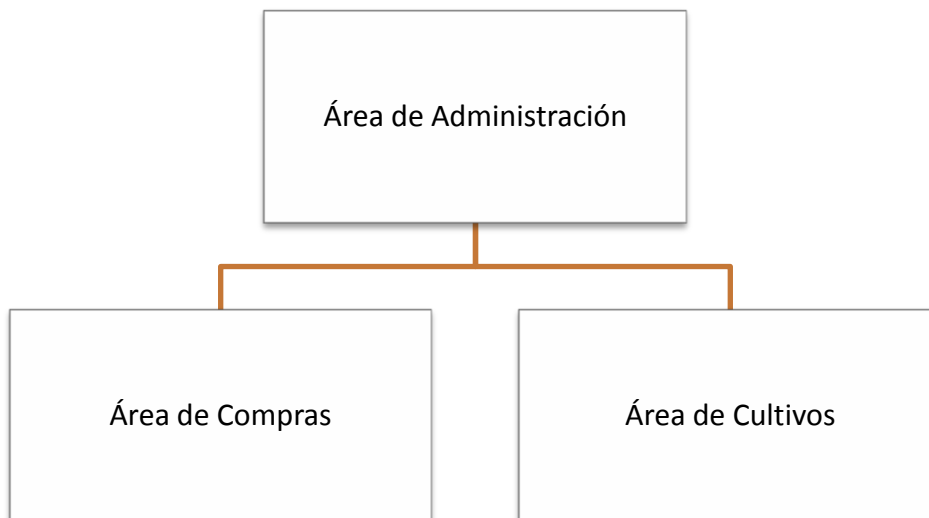 Área de Administración
Área de Compras
Área de Cultivos